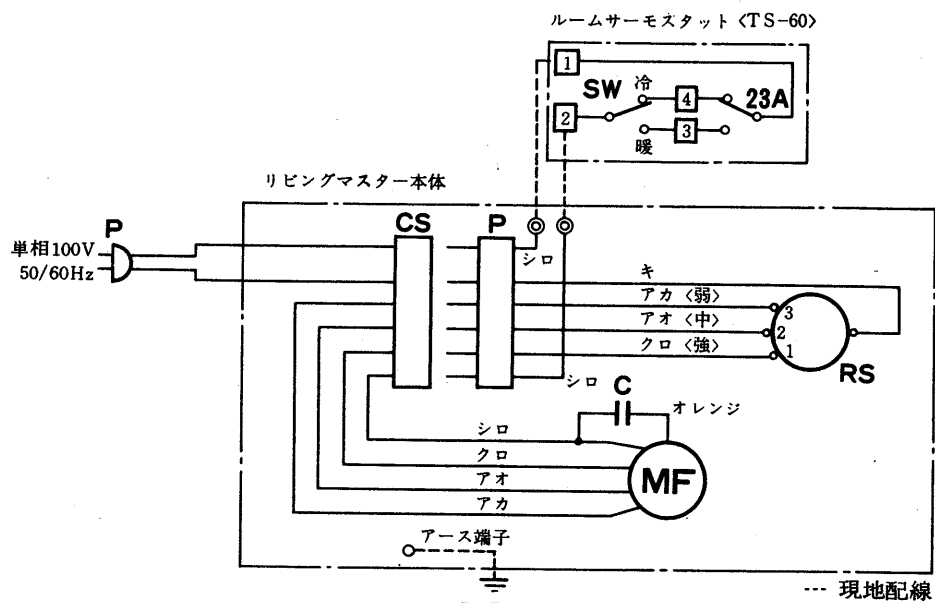 ルームサーモスタット〈TS-60〉
1
SW
冷
4
23A
2
3
暖
リビングマスター本体
P
CS
P
単相100V
50/60Hz
シロ
キ
アカ〈弱〉
3
アオ〈中〉
2
クロ〈強〉
1
RS
シロ
C
オレンジ
シロ
クロ
MF
アオ
アカ
アース端子
--- 現地配線